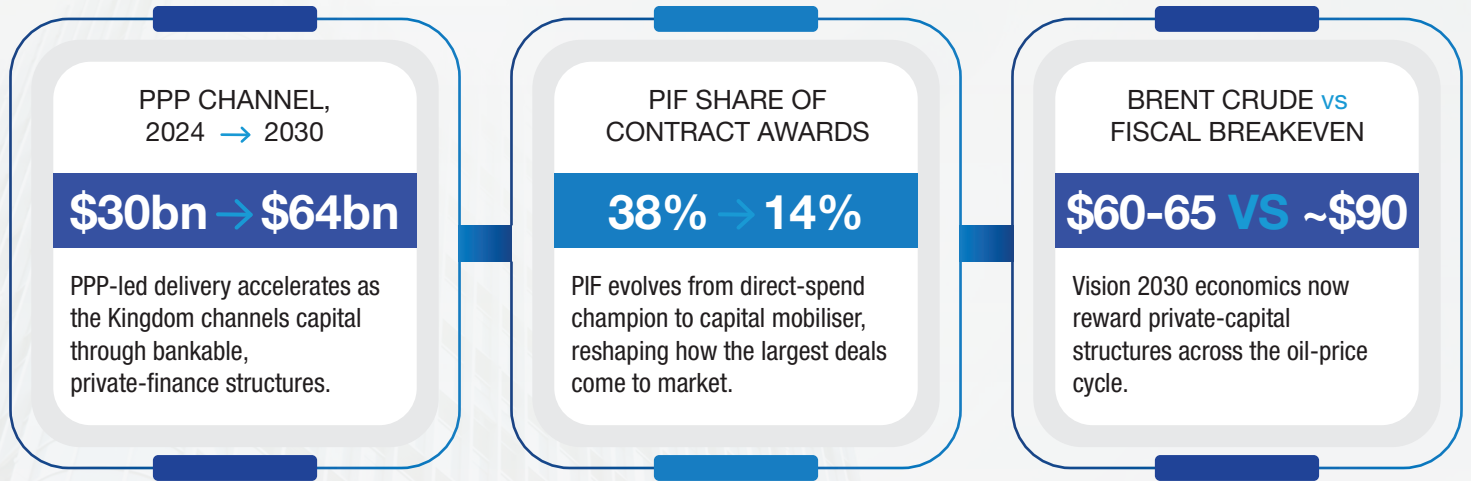 PPP CHANNEL,
2024 → 2030
$30bn → $64bn
PPP-led delivery accelerates as
the Kingdom channels capital
through bankable,
private-finance structures.
PIF SHARE OF
CONTRACT AWARDS
38% → 14%
PIF evolves from direct-spend
champion to capital mobiliser,
reshaping how the largest deals
come to market.
BRENT CRUDE vs
FISCAL BREAKEVEN
$60-65 VS ~$90
Vision 2030 economics now
reward private-capital
structures across the oil-price
cycle.